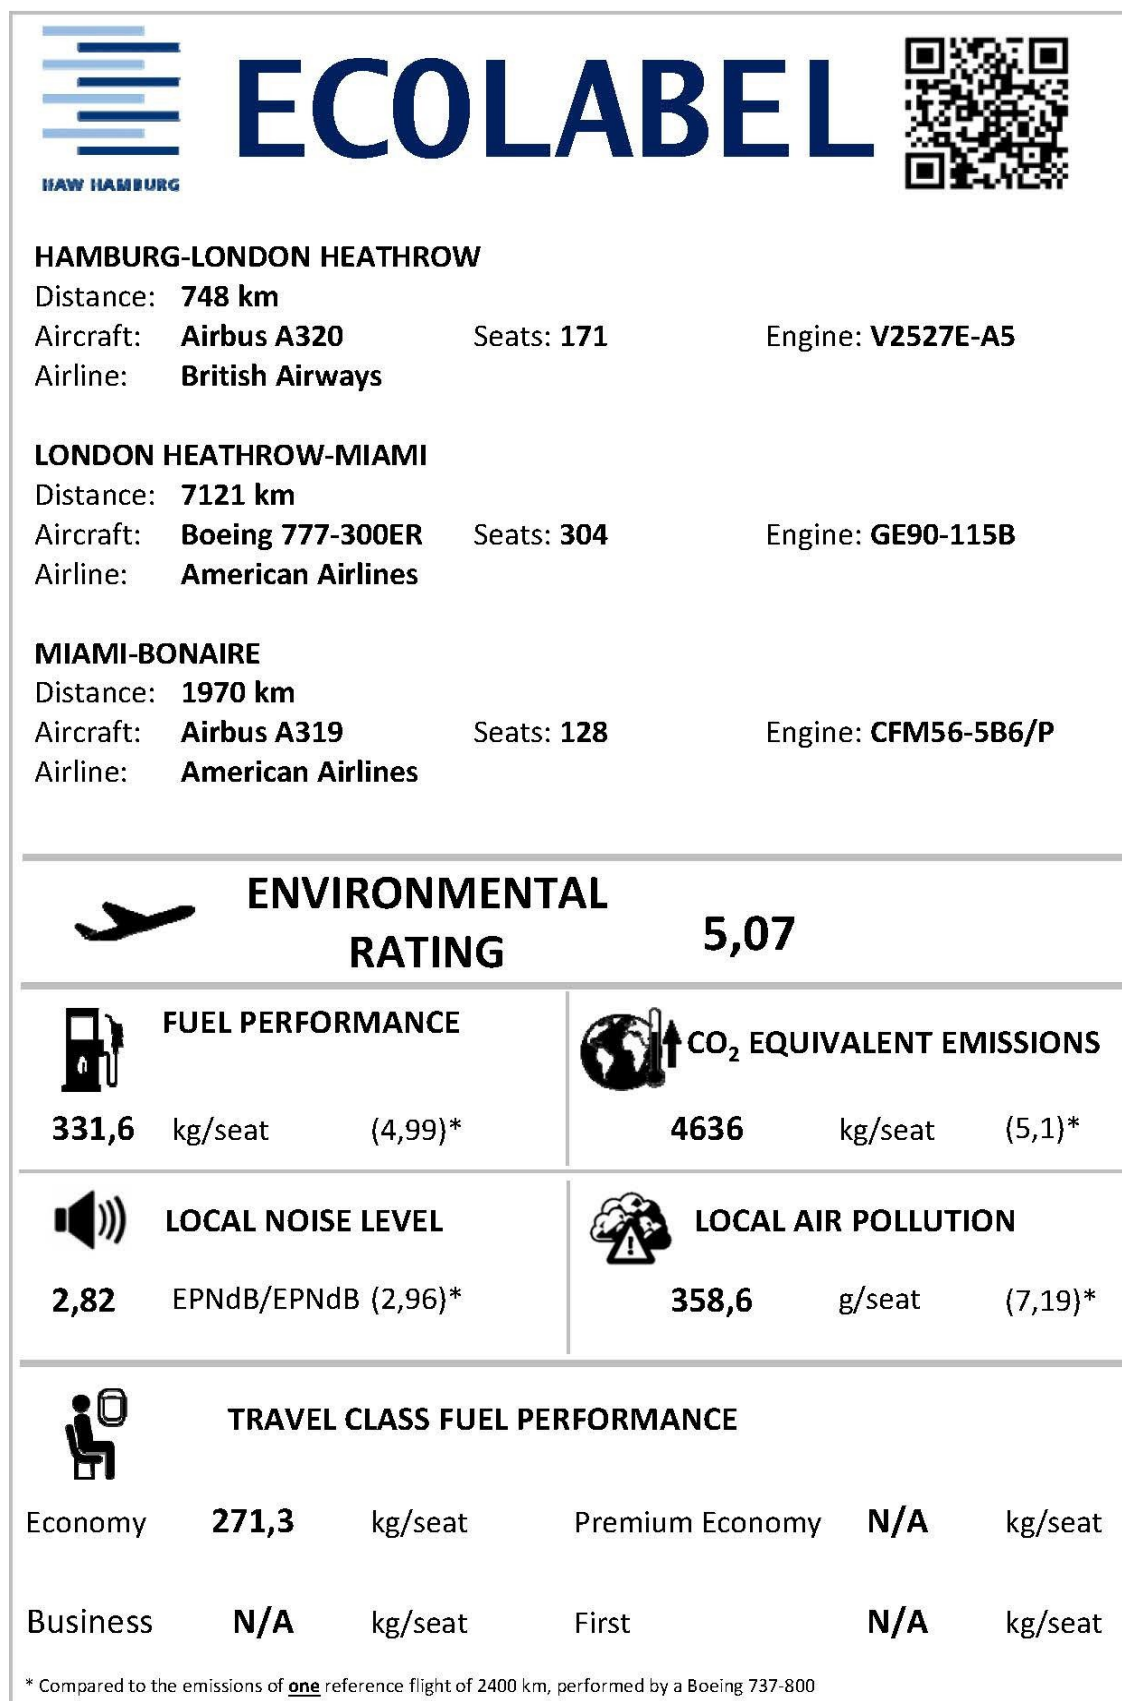 ECOLABEL
HAW HAMBURG
HAMBURG-LONDON HEATHROW
Distance: 748 km
Aircraft: Airbus A320 Seats: 171 Engine: V2527E-A5
Airline: British Airways
LONDON HEATHROW-MIAMI
Distance: 7121 km
Aircraft: Boeing 777-300ER Seats: 304 Engine: GE90-115B
Airline: American Airlines
MIAMI-BONAIRE
Distance: 1970 km
Aircraft: Airbus A319 Seats: 128 Engine: CFM56-5B6/P
Airline: American Airlines
ENVIRONMENTAL
RATING
5,07
FUEL PERFORMANCE
331,6 kg/seat (4,99)*
CO₂ EQUIVALENT EMISSIONS
4636 kg/seat (5,1)*
LOCAL NOISE LEVEL
2,82 EPNdB/EPNdB (2,96)*
LOCAL AIR POLLUTION
358,6 g/seat (7,19)*
TRAVEL CLASS FUEL PERFORMANCE
Economy 271,3 kg/seat Premium Economy N/A kg/seat
Business N/A kg/seat First N/A kg/seat
* Compared to the emissions of one reference flight of 2400 km, performed by a Boeing 737-800